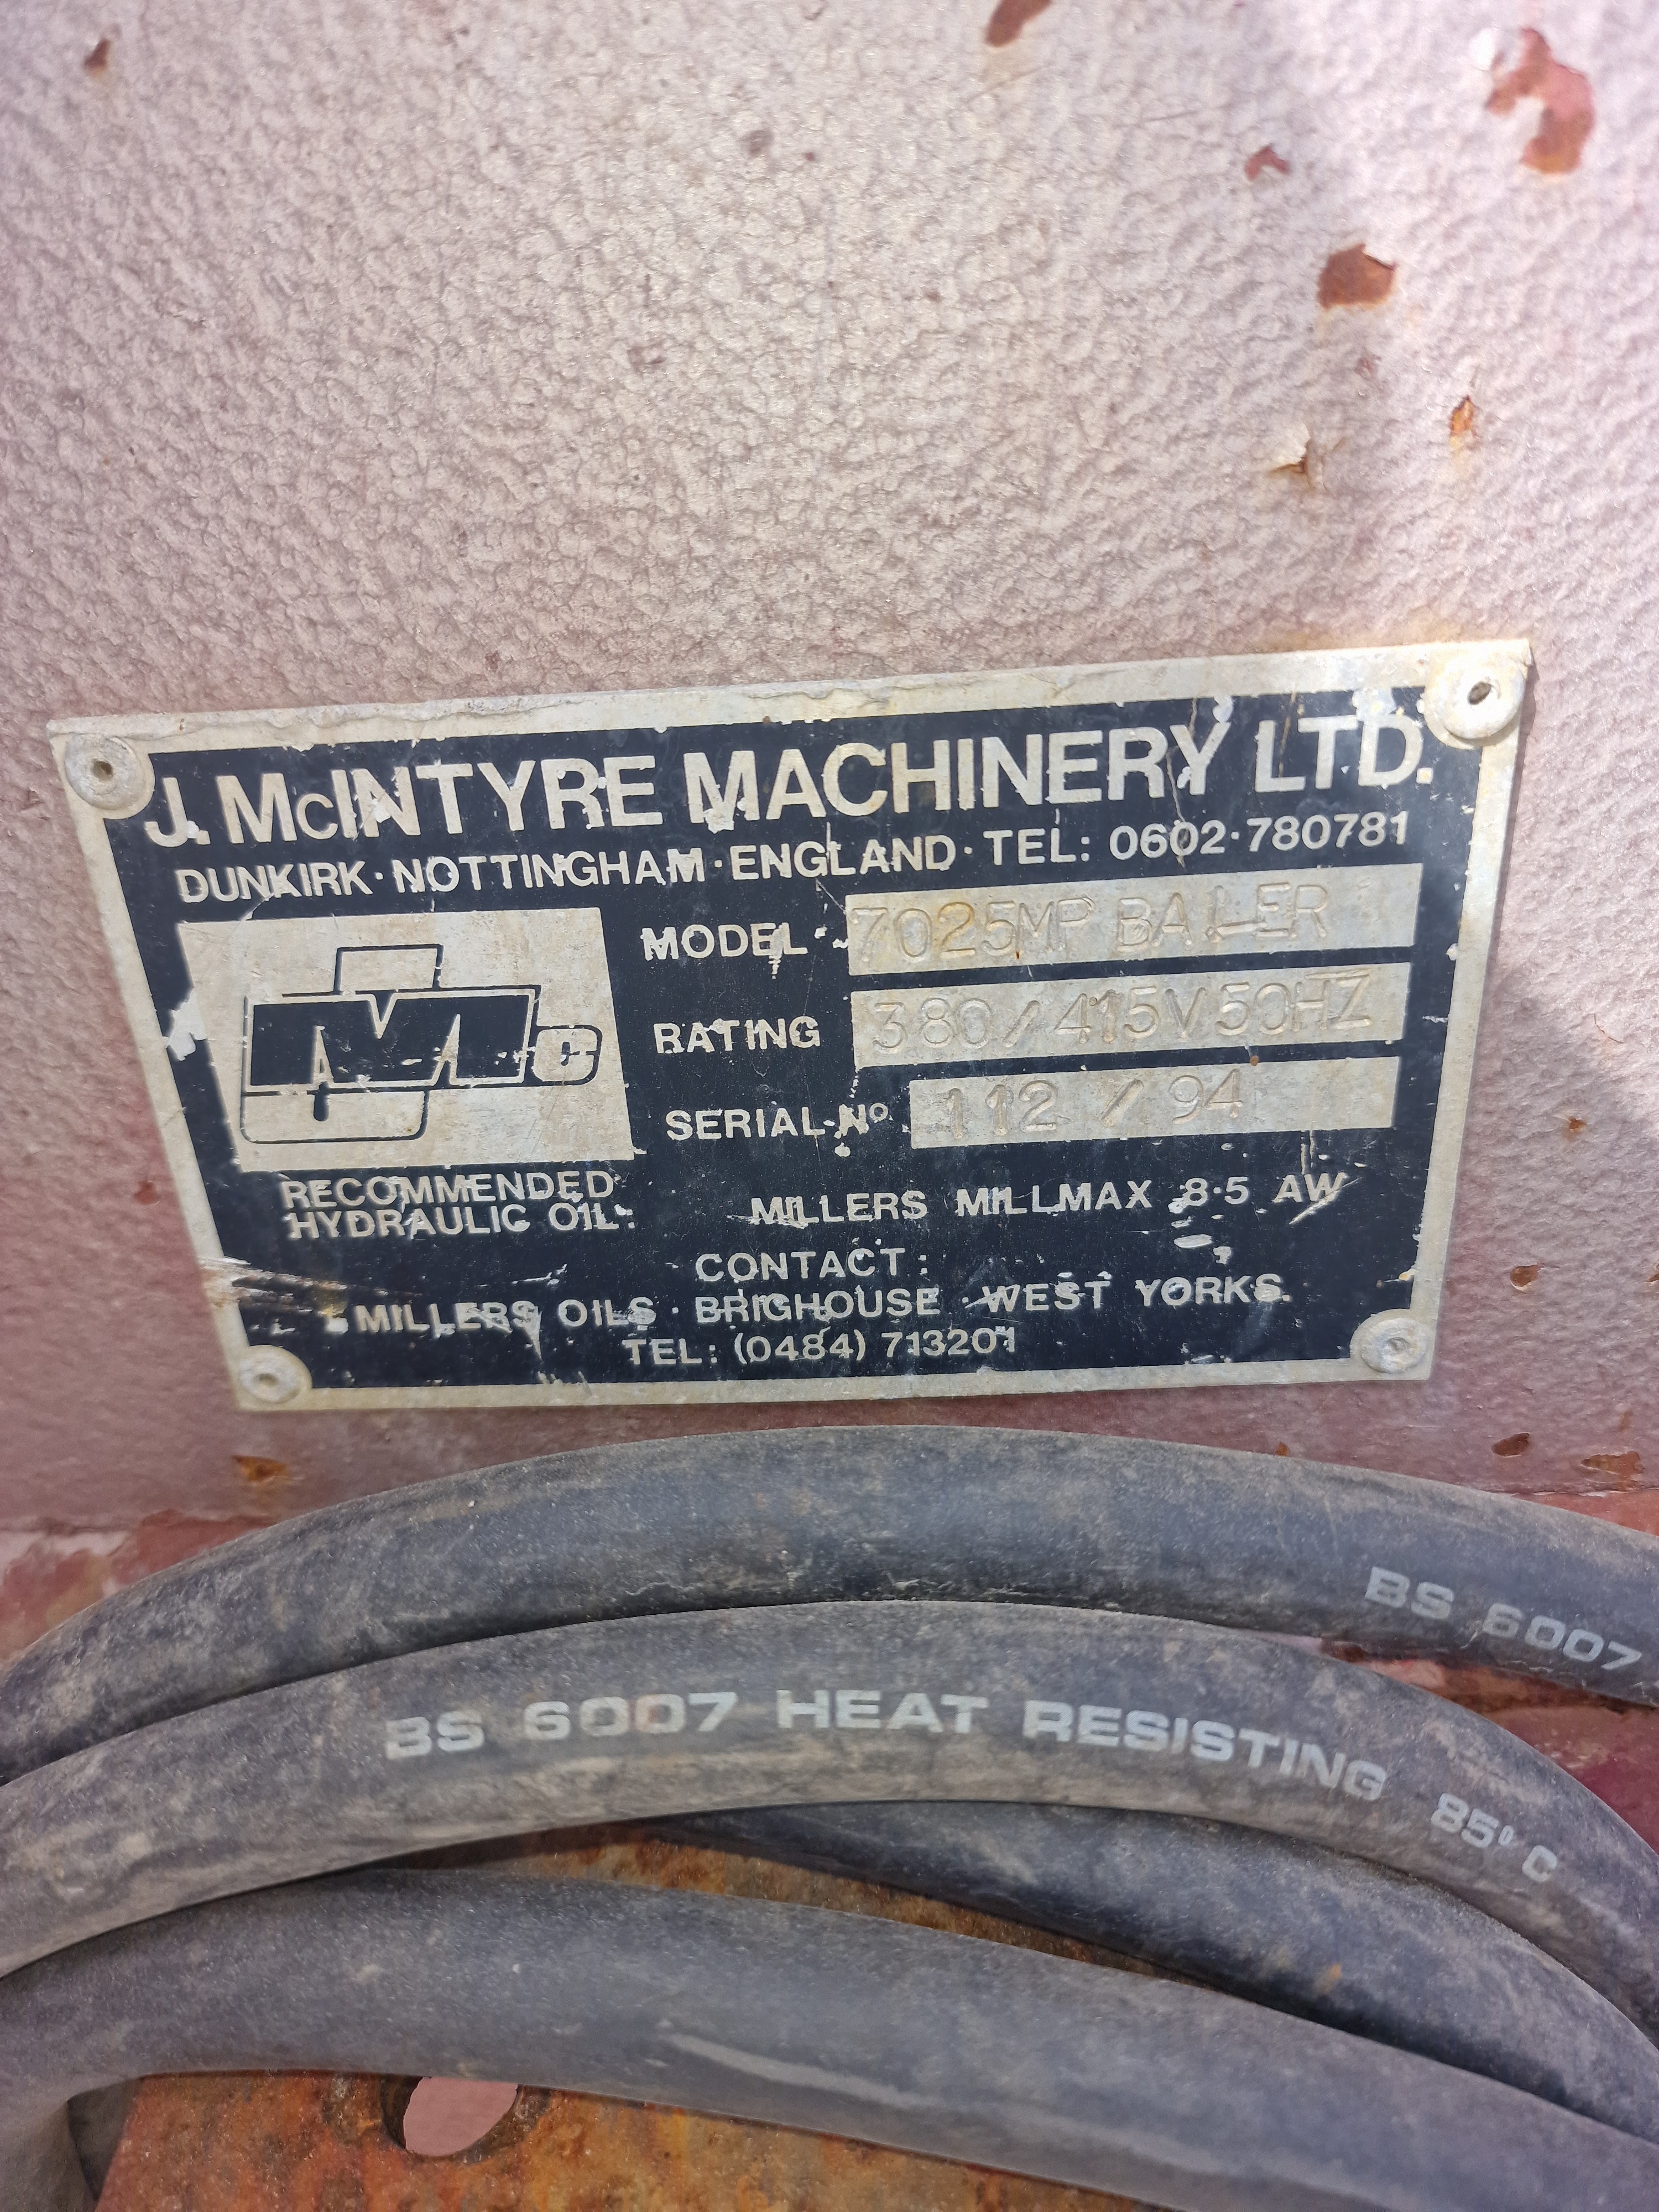 J. McINTYRE MACHINERY LTD.
DUNKIRK · NOTTINGHAM · ENGLAND · TEL: 0602·780781
MODEL 7025MP BALER
RATING 380/415V 50HZ
SERIAL Nº 112 / 94
JMc
RECOMMENDED
HYDRAULIC OIL: MILLERS MILLMAX 8·5 AW
CONTACT:
MILLERS OILS · BRIGHOUSE · WEST YORKS.
TEL: (0484) 713201
BS 6007
BS 6007 HEAT RESISTING 85°C